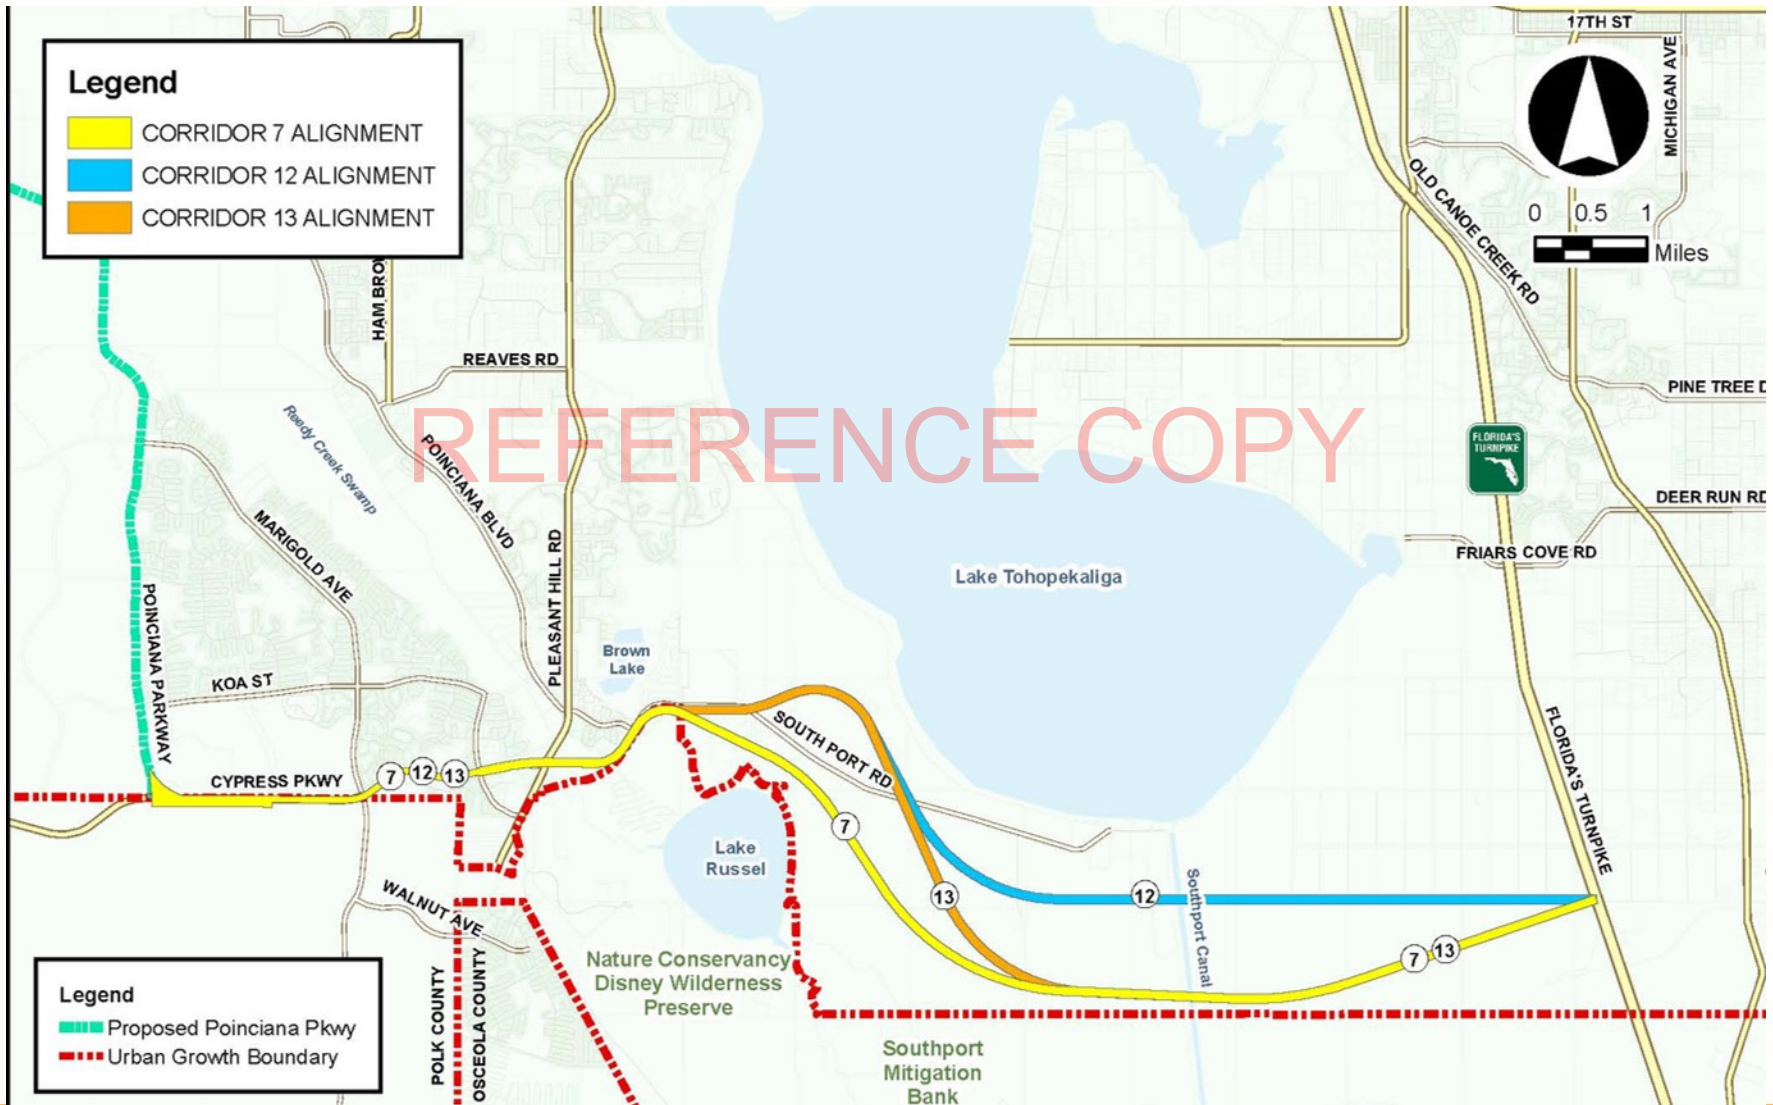 Legend
CORRIDOR 7 ALIGNMENT
CORRIDOR 12 ALIGNMENT
CORRIDOR 13 ALIGNMENT
17TH ST
MICHIGAN AVE
0 0.5 1
Miles
OLD CANOE CREEK RD
HAM BROW
REAVES RD
PINE TREE D
REFERENCE COPY
Reedy Creek Swamp
POINCIANA BLVD
FLORIDA'S
TURNPIKE
DEER RUN RD
MARIGOLD AVE
PLEASANT HILL RD
FRIARS COVE RD
Lake Tohopekaliga
POINCIANA PARKWAY
Brown
Lake
KOA ST
SOUTH PORT RD
FLORIDA'S TURNPIKE
CYPRESS PKWY
7 12 13
7
Lake
Russel
13
12
Southport Canal
WALNUT AVE
7 13
Nature Conservancy
Disney Wilderness
Preserve
POLK COUNTY
OSCEOLA COUNTY
Southport
Mitigation
Bank
Legend
Proposed Poinciana Pkwy
Urban Growth Boundary